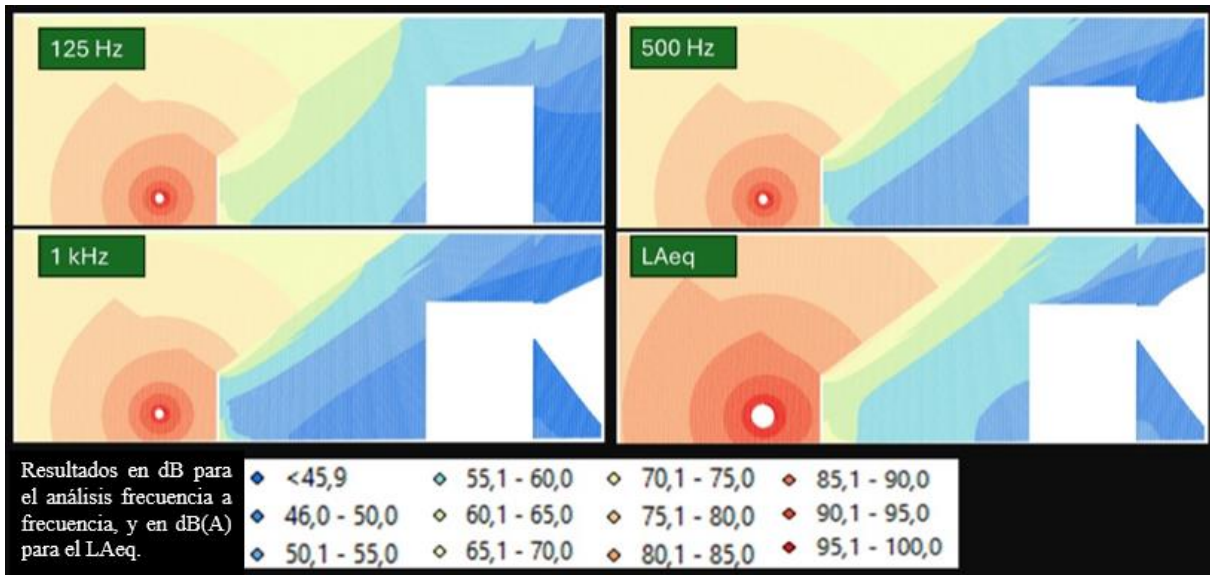 125 Hz
500 Hz
1 kHz
LAeq
Resultados en dB para
el análisis frecuencia a
frecuencia, y en dB(A)
para el LAeq.
<45,9
55,1 - 60,0
70,1 - 75,0
85,1 - 90,0
46,0 - 50,0
60,1 - 65,0
75,1 - 80,0
90,1 - 95,0
50,1 - 55,0
65,1 - 70,0
80,1 - 85,0
95,1 - 100,0